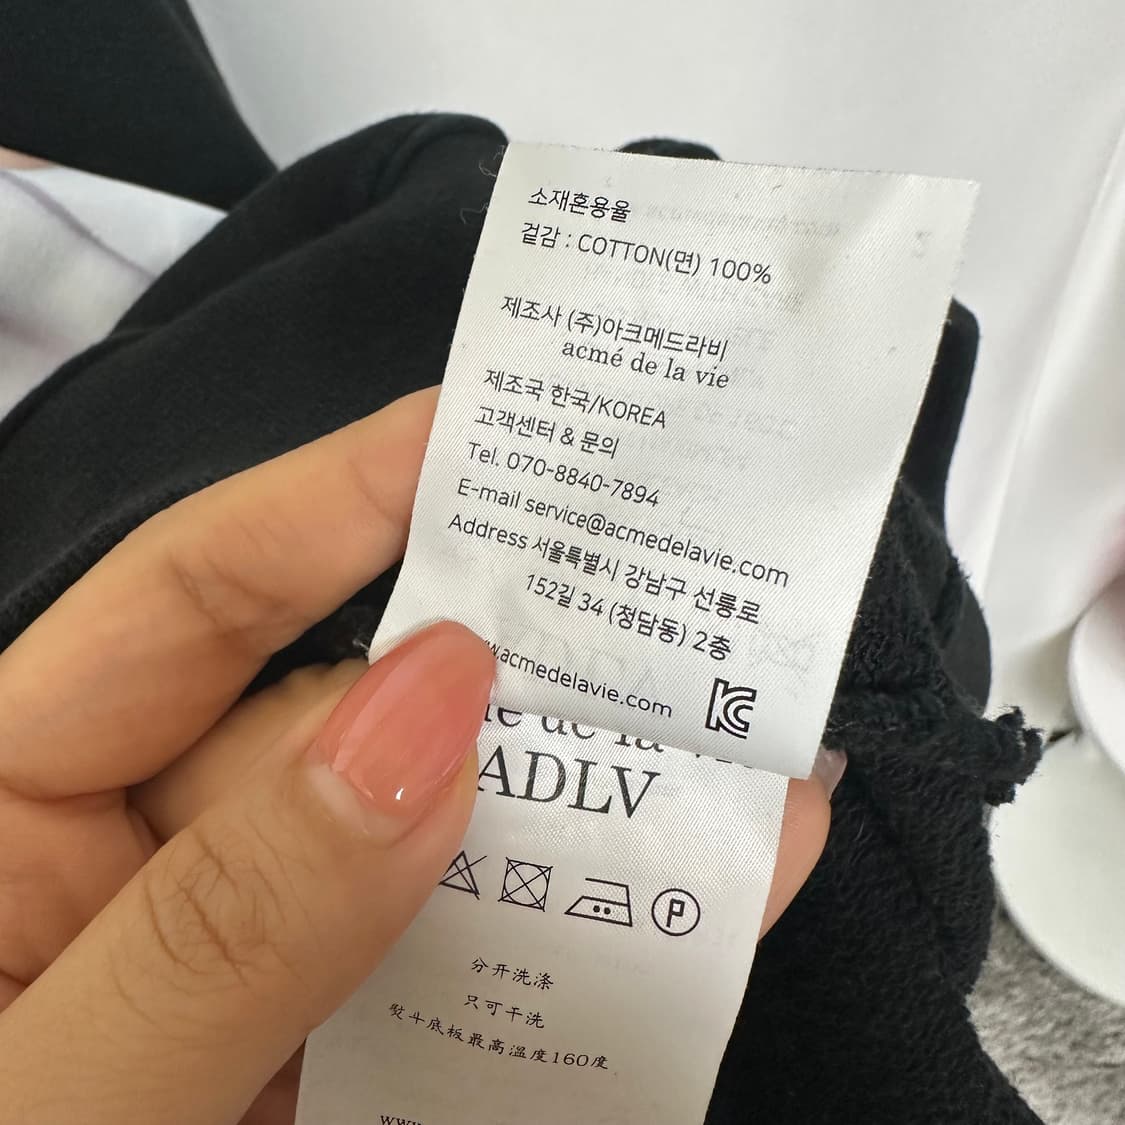 소재혼용율
겉감 : COTTON(면) 100%
제조사 (주)아크메드라비
acmé de la vie
제조국 한국/KOREA
고객센터 & 문의
Tel. 070-8840-7894
E-mail service@acmedelavie.com
Address 서울특별시 강남구 선릉로
152길 34 (청담동) 2층
w.acmedelavie.com
de la
ADLV
P
分开洗涤
只可干洗
熨斗底板最高溫度160度
www